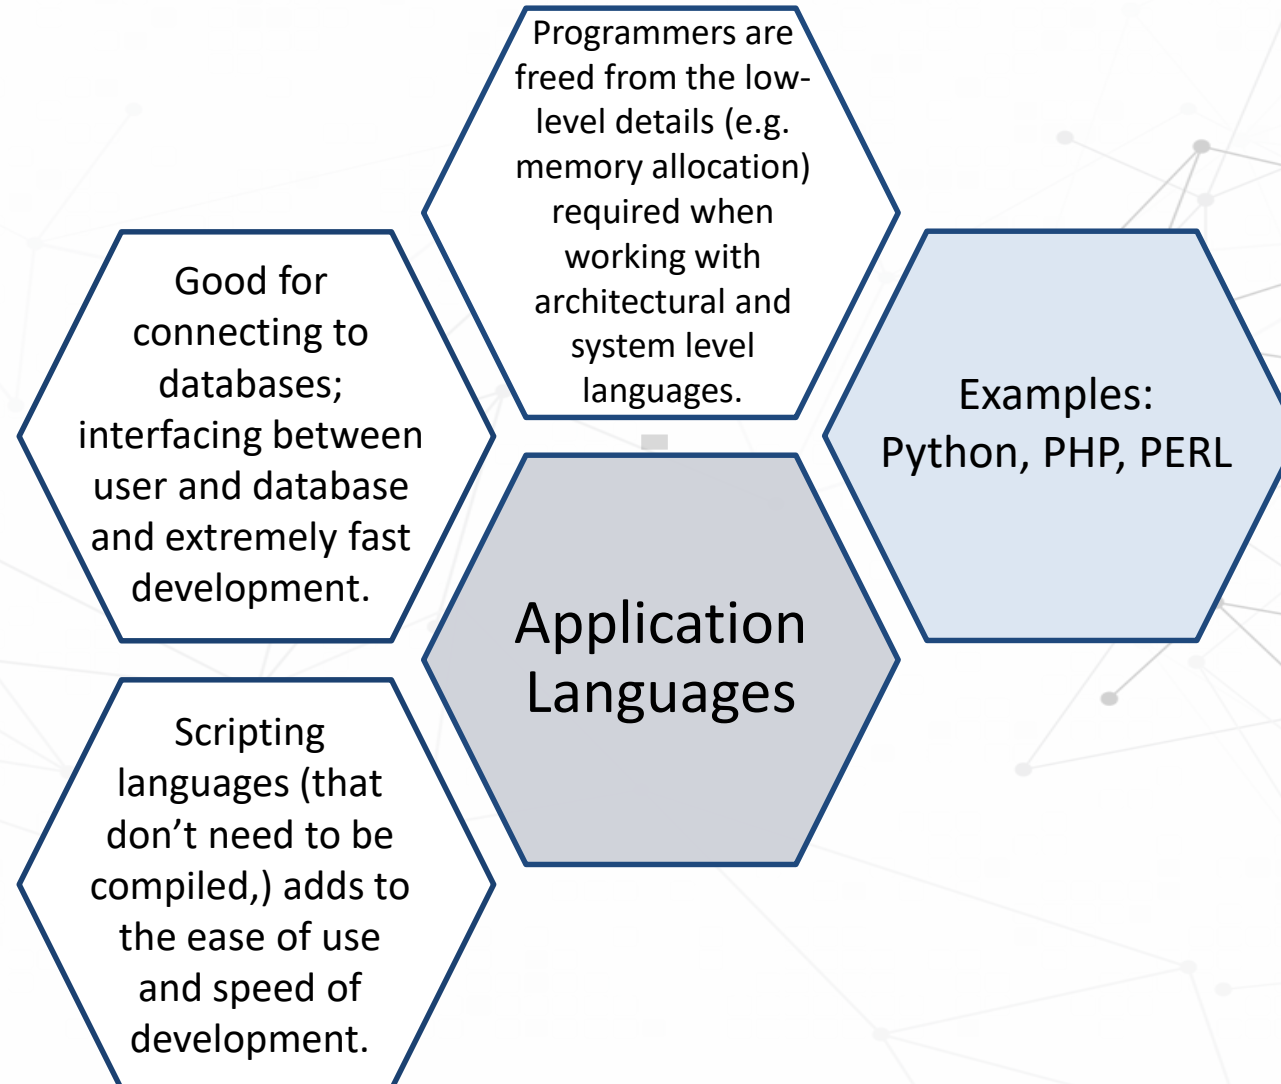 Programmers are
freed from the low-
level details (e.g.
memory allocation)
required when
working with
architectural and
system level
languages.
Good for
connecting to
databases;
interfacing between
user and database
and extremely fast
development.
Examples:
Python, PHP, PERL
Application
Languages
Scripting
languages (that
don’t need to be
compiled,) adds to
the ease of use
and speed of
development.